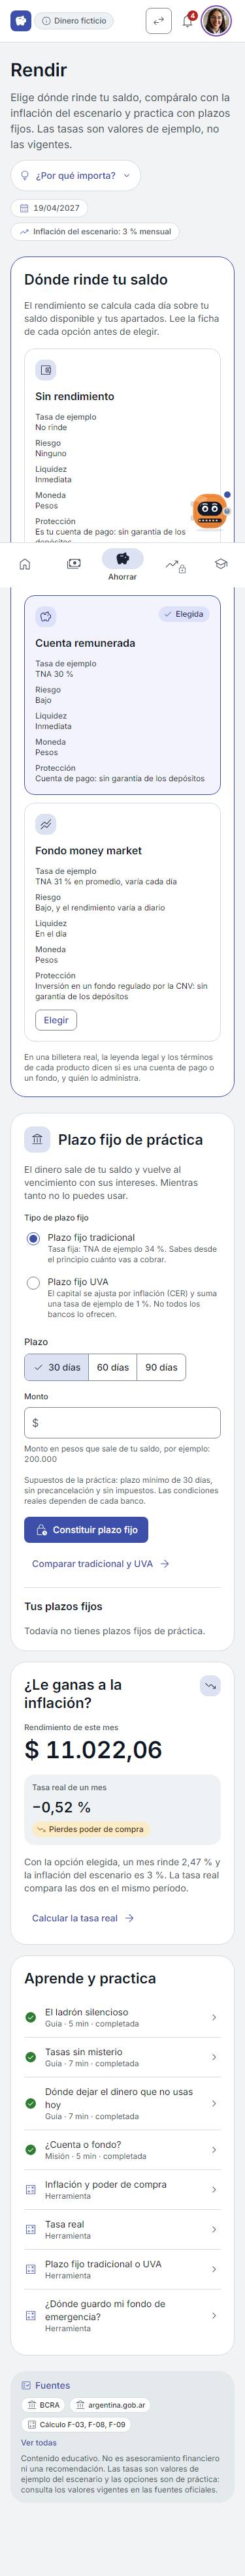 Dinero ficticio
4
Rendir
Elige dónde rinde tu saldo, compáralo con la
inflación del escenario y practica con plazos
fijos. Las tasas son valores de ejemplo, no
las vigentes.
¿Por qué importa?
19/04/2027
Inflación del escenario: 3 % mensual
Dónde rinde tu saldo
El rendimiento se calcula cada día sobre tu
saldo disponible y tus apartados. Lee la ficha
de cada opción antes de elegir.
Sin rendimiento
Tasa de ejemplo
No rinde
Riesgo
Ninguno
Liquidez
Inmediata
Moneda
Pesos
Protección
Es tu cuenta de pago: sin garantía de los
Ahorrar
Elegida
Cuenta remunerada
Tasa de ejemplo
TNA 30 %
Riesgo
Bajo
Liquidez
Inmediata
Moneda
Pesos
Protección
Cuenta de pago: sin garantía de los depósitos
Fondo money market
Tasa de ejemplo
TNA 31 % en promedio, varía cada día
Riesgo
Bajo, y el rendimiento varía a diario
Liquidez
En el día
Moneda
Pesos
Protección
Inversión en un fondo regulado por la CNV: sin
garantía de los depósitos
Elegir
En una billetera real, la leyenda legal y los términos
de cada producto dicen si es una cuenta de pago o
un fondo, y quién lo administra.
Plazo fijo de práctica
El dinero sale de tu saldo y vuelve al
vencimiento con sus intereses. Mientras
tanto no lo puedes usar.
Tipo de plazo fijo
Plazo fijo tradicional
Tasa fija: TNA de ejemplo 34 %. Sabes desde
el principio cuánto vas a cobrar.
Plazo fijo UVA
El capital se ajusta por inflación (CER) y suma
una tasa de ejemplo de 1 %. No todos los
bancos lo ofrecen.
Plazo
30 días
60 días
90 días
Monto
$
Monto en pesos que sale de tu saldo, por ejemplo:
200.000
Supuestos de la práctica: plazo mínimo de 30 días,
sin precancelación y sin impuestos. Las condiciones
reales dependen de cada banco.
Constituir plazo fijo
Comparar tradicional y UVA
Tus plazos fijos
Todavía no tienes plazos fijos de práctica.
¿Le ganas a la
inflación?
Rendimiento de este mes
$ 11.022,06
Tasa real de un mes
−0,52 %
Pierdes poder de compra
Con la opción elegida, un mes rinde 2,47 % y
la inflación del escenario es 3 %. La tasa real
compara las dos en el mismo período.
Calcular la tasa real
Aprende y practica
El ladrón silencioso
Guía · 5 min · completada
Tasas sin misterio
Guía · 7 min · completada
Dónde dejar el dinero que no usas
hoy
Guía · 7 min · completada
¿Cuenta o fondo?
Misión · 5 min · completada
Inflación y poder de compra
Herramienta
Tasa real
Herramienta
Plazo fijo tradicional o UVA
Herramienta
¿Dónde guardo mi fondo de
emergencia?
Herramienta
Fuentes
BCRA
argentina.gob.ar
Cálculo F-03, F-08, F-09
Ver todas
Contenido educativo. No es asesoramiento financiero
ni una recomendación. Las tasas son valores de
ejemplo del escenario y las opciones son de práctica:
consulta los valores vigentes en las fuentes oficiales.